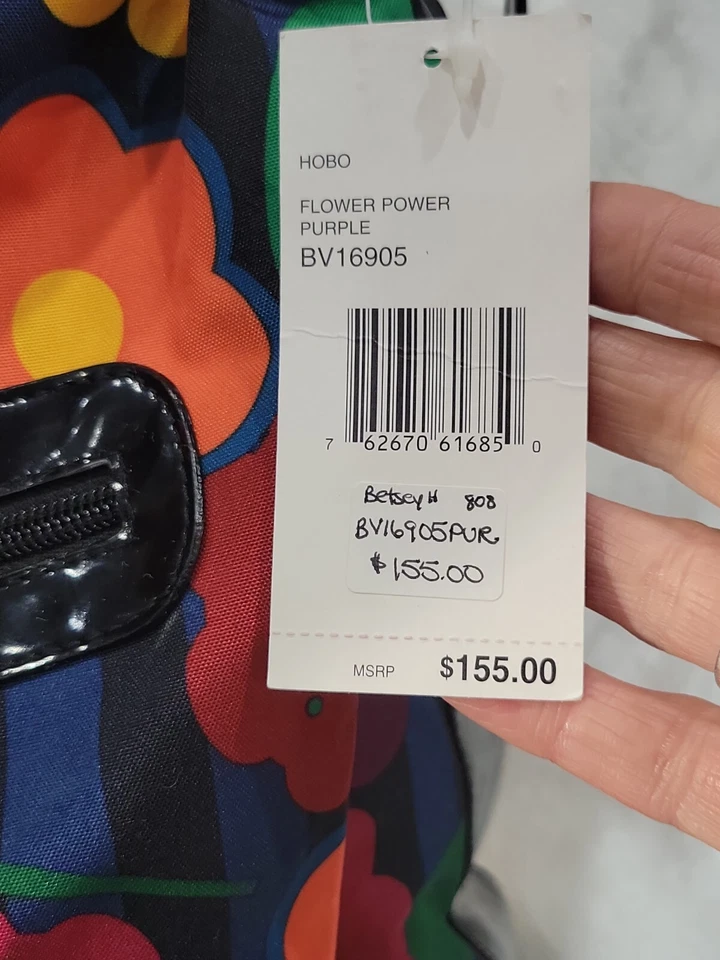 HOBO
FLOWER POWER
PURPLE
BV16905
7 62670 61685 0
Betsey H 808
BV16905PUR
$155.00
MSRP $155.00